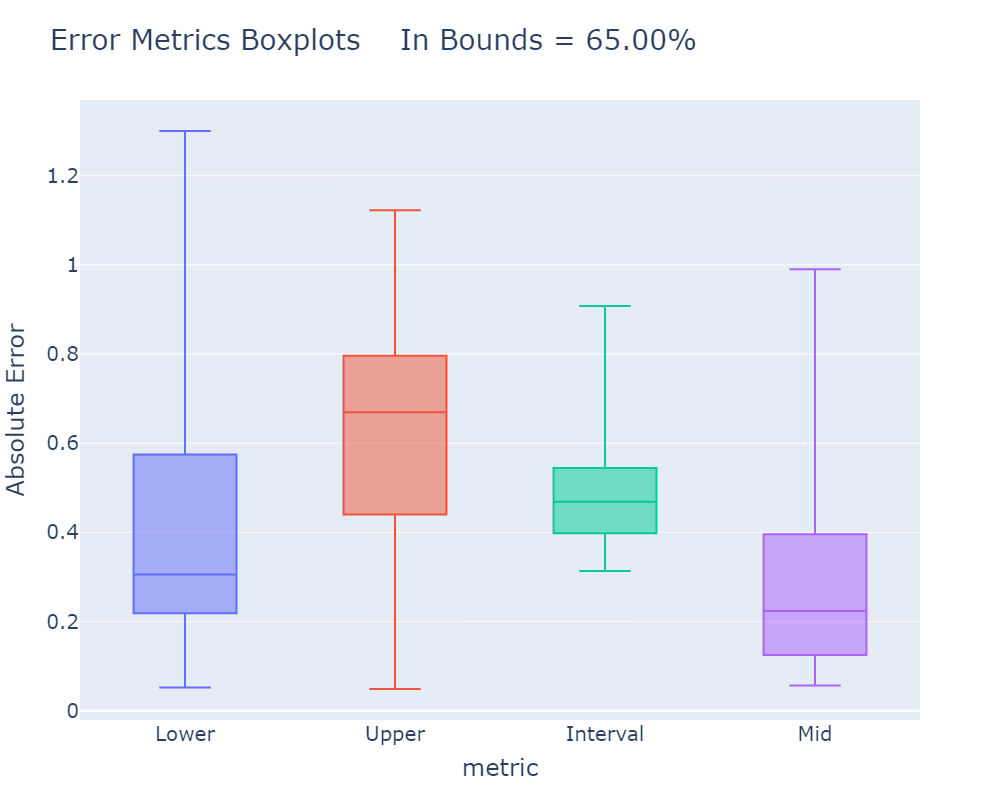 Error Metrics Boxplots    In Bounds = 65.00%
1.2
1
0.8
0.6
0.4
0.2
0
Absolute Error
Lower Upper Interval Mid
metric